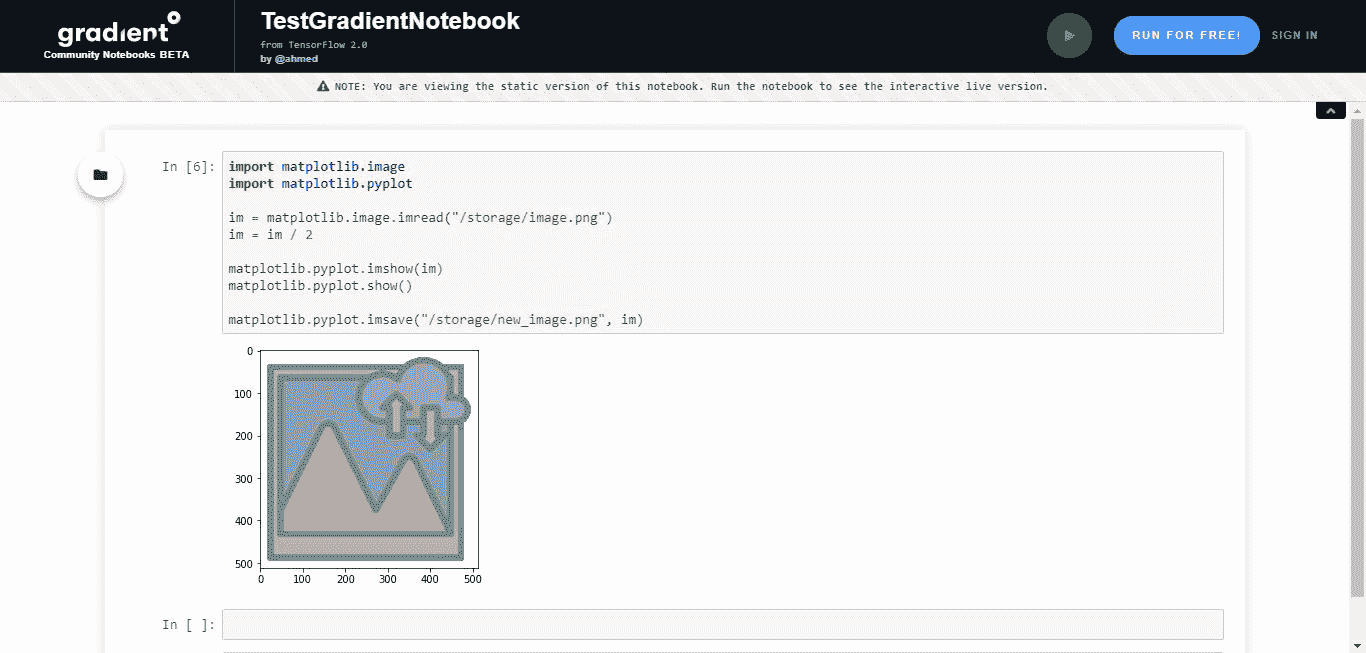 gradient
Community Notebooks BETA
TestGradientNotebook
from TensorFlow 2.0
by @ahmed
RUN FOR FREE!
SIGN IN
NOTE: You are viewing the static version of this notebook. Run the notebook to see the interactive live version.
In [6]:
import matplotlib.image
import matplotlib.pyplot
im = matplotlib.image.imread("/storage/image.png")
im = im / 2
matplotlib.pyplot.imshow(im)
matplotlib.pyplot.show()
matplotlib.pyplot.imsave("/storage/new_image.png", im)
0
100
200
300
400
500
0 100 200 300 400 500
In [ ]: